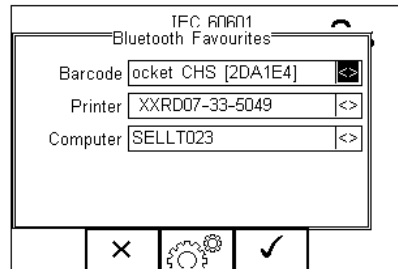 IEC 60601
Bluetooth Favourites
Barcode ocket CHS [2DA1E4] <>
Printer XXRD07-33-5049 <>
Computer SELLT023 <>